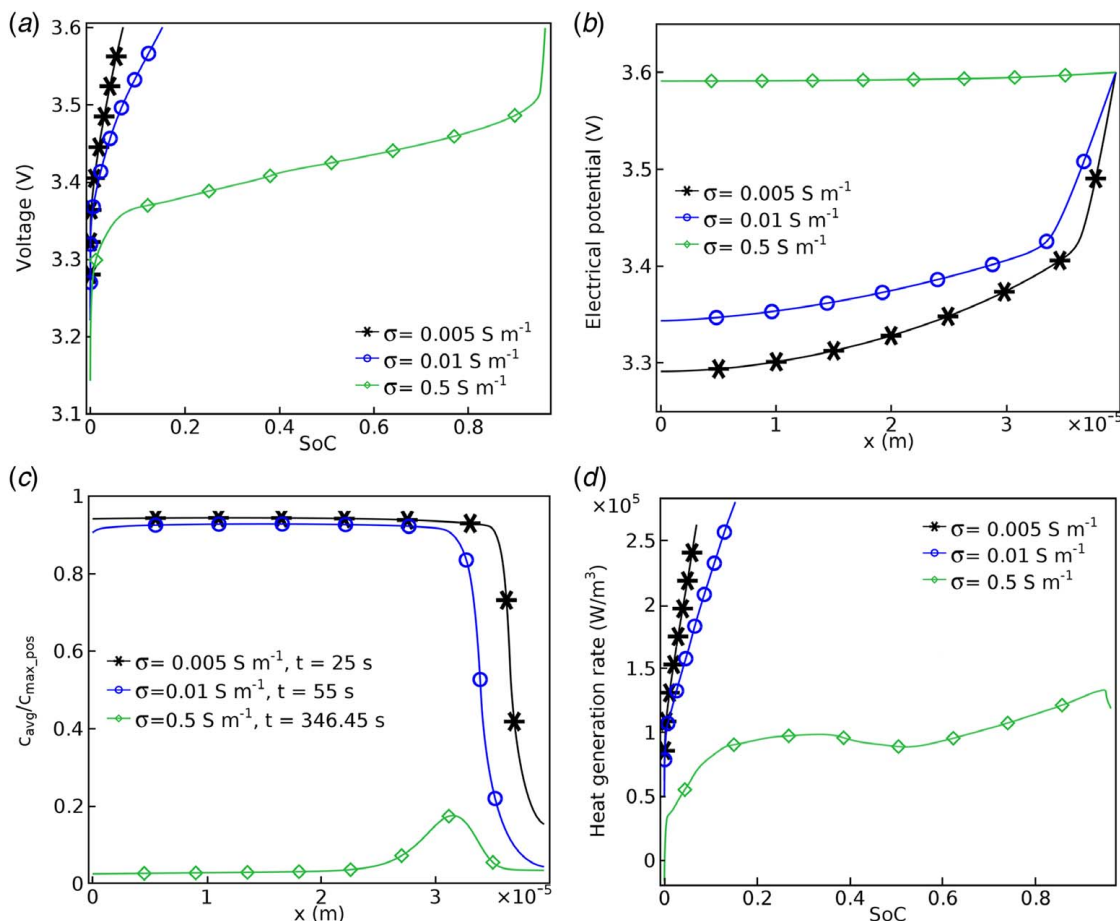 (a)
3.6
3.5
3.4
3.3
3.2
3.1
Voltage (V)
σ= 0.005 S m⁻¹
σ= 0.01 S m⁻¹
σ= 0.5 S m⁻¹
0
0.2
0.4
0.6
0.8
SoC
(b)
3.6
3.5
3.4
3.3
Electrical potential (V)
σ= 0.005 S m⁻¹
σ= 0.01 S m⁻¹
σ= 0.5 S m⁻¹
0
1
2
3
×10⁻⁵
x (m)
(c)
1
0.8
0.6
0.4
0.2
0
c_avg/c_max_pos
σ= 0.005 S m⁻¹, t = 25 s
σ=0.01 S m⁻¹, t = 55 s
σ=0.5 S m⁻¹, t = 346.45 s
0
1
2
3
×10⁻⁵
x (m)
(d)
×10⁵
2.5
2
1.5
1
0.5
0
Heat generation rate (W/m³)
σ= 0.005 S m⁻¹
σ= 0.01 S m⁻¹
σ= 0.5 S m⁻¹
0
0.2
0.4
0.6
0.8
SoC